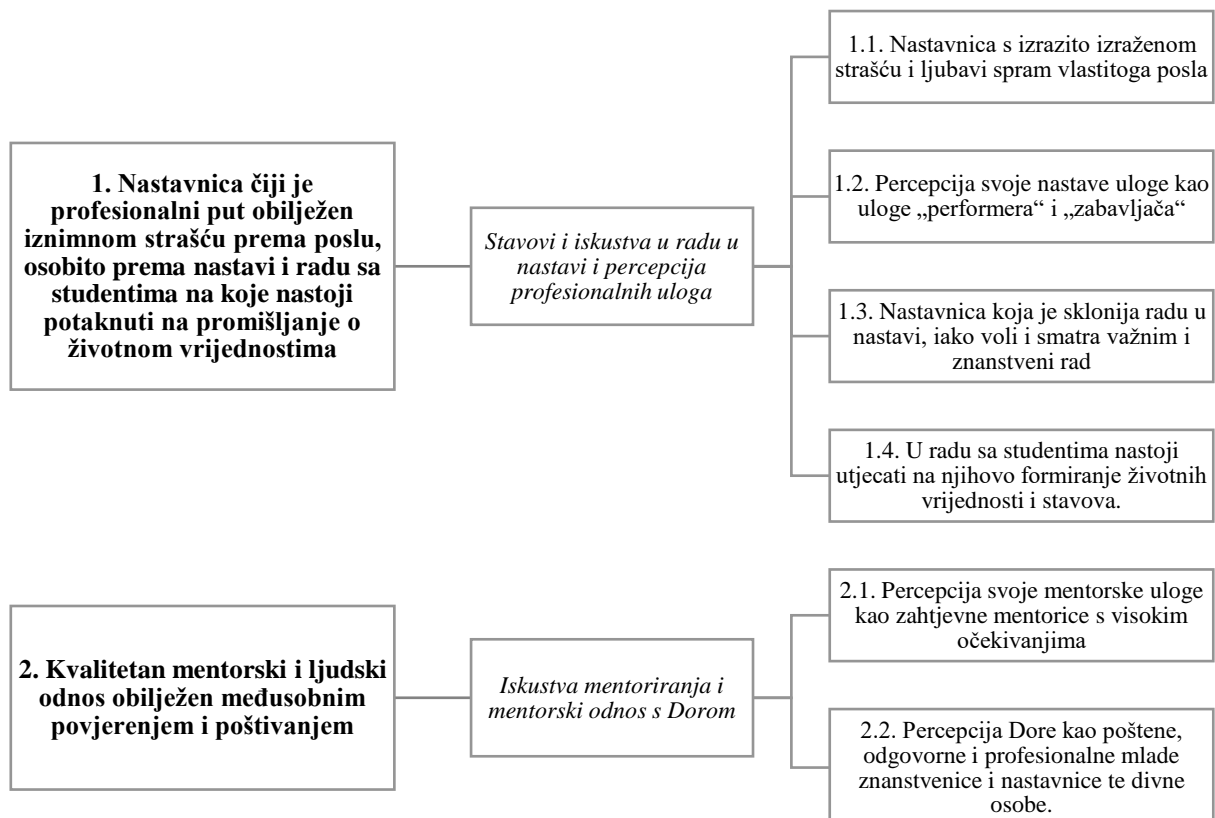 1. Nastavnica čiji je
profesionalni put obilježen
iznimnom strašću prema poslu,
osobito prema nastavi i radu sa
studentima na koje nastoji
potaknuti na promišljanje o
životnom vrijednostima
Stavovi i iskustva u radu u
nastavi i percepcija
profesionalnih uloga
1.1. Nastavnica s izrazito izraženom
strašću i ljubavi spram vlastitoga posla
1.2. Percepcija svoje nastave uloge kao
uloge „performera“ i „zabavljača“
1.3. Nastavnica koja je sklonija radu u
nastavi, iako voli i smatra važnim i
znanstveni rad
1.4. U radu sa studentima nastoji
utjecati na njihovo formiranje životnih
vrijednosti i stavova.
2. Kvalitetan mentorski i ljudski
odnos obilježen međusobnim
povjerenjem i poštivanjem
Iskustva mentoriranja i
mentorski odnos s Dorom
2.1. Percepcija svoje mentorske uloge
kao zahtjevne mentorice s visokim
očekivanjima
2.2. Percepcija Dore kao poštene,
odgovorne i profesionalne mlade
znanstvenice i nastavnice te divne
osobe.